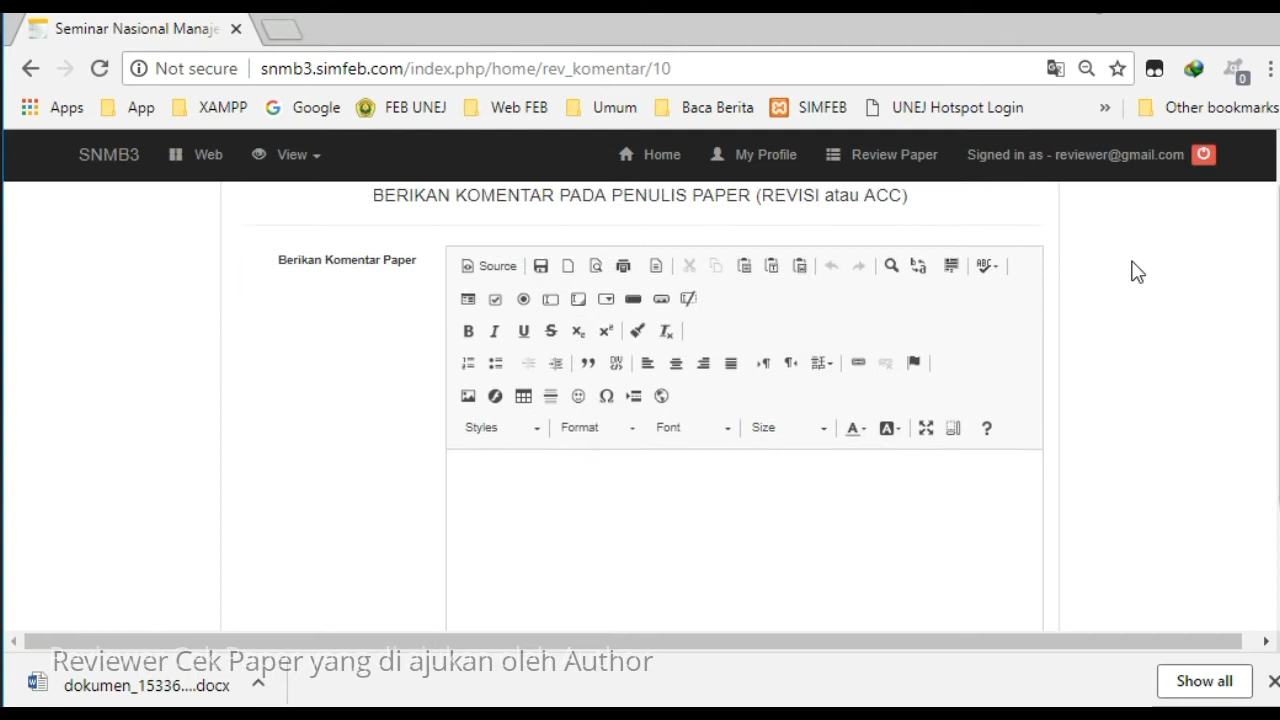 Seminar Nasional Manaje
Not secure snmb3.simfeb.com/index.php/home/rev_komentar/10
0
Apps App XAMPP Google FEB UNEJ Web FEB Umum Baca Berita SIMFEB UNEJ Hotspot Login » Other bookmarks
SNMB3 Web View Home My Profile Review Paper Signed in as - reviewer@gmail.com
BERIKAN KOMENTAR PADA PENULIS PAPER (REVISI atau ACC)
Berikan Komentar Paper
Source
Styles Format Font Size
Reviewer Cek Paper yang di ajukan oleh Author
dokumen_15336....docx
Show all